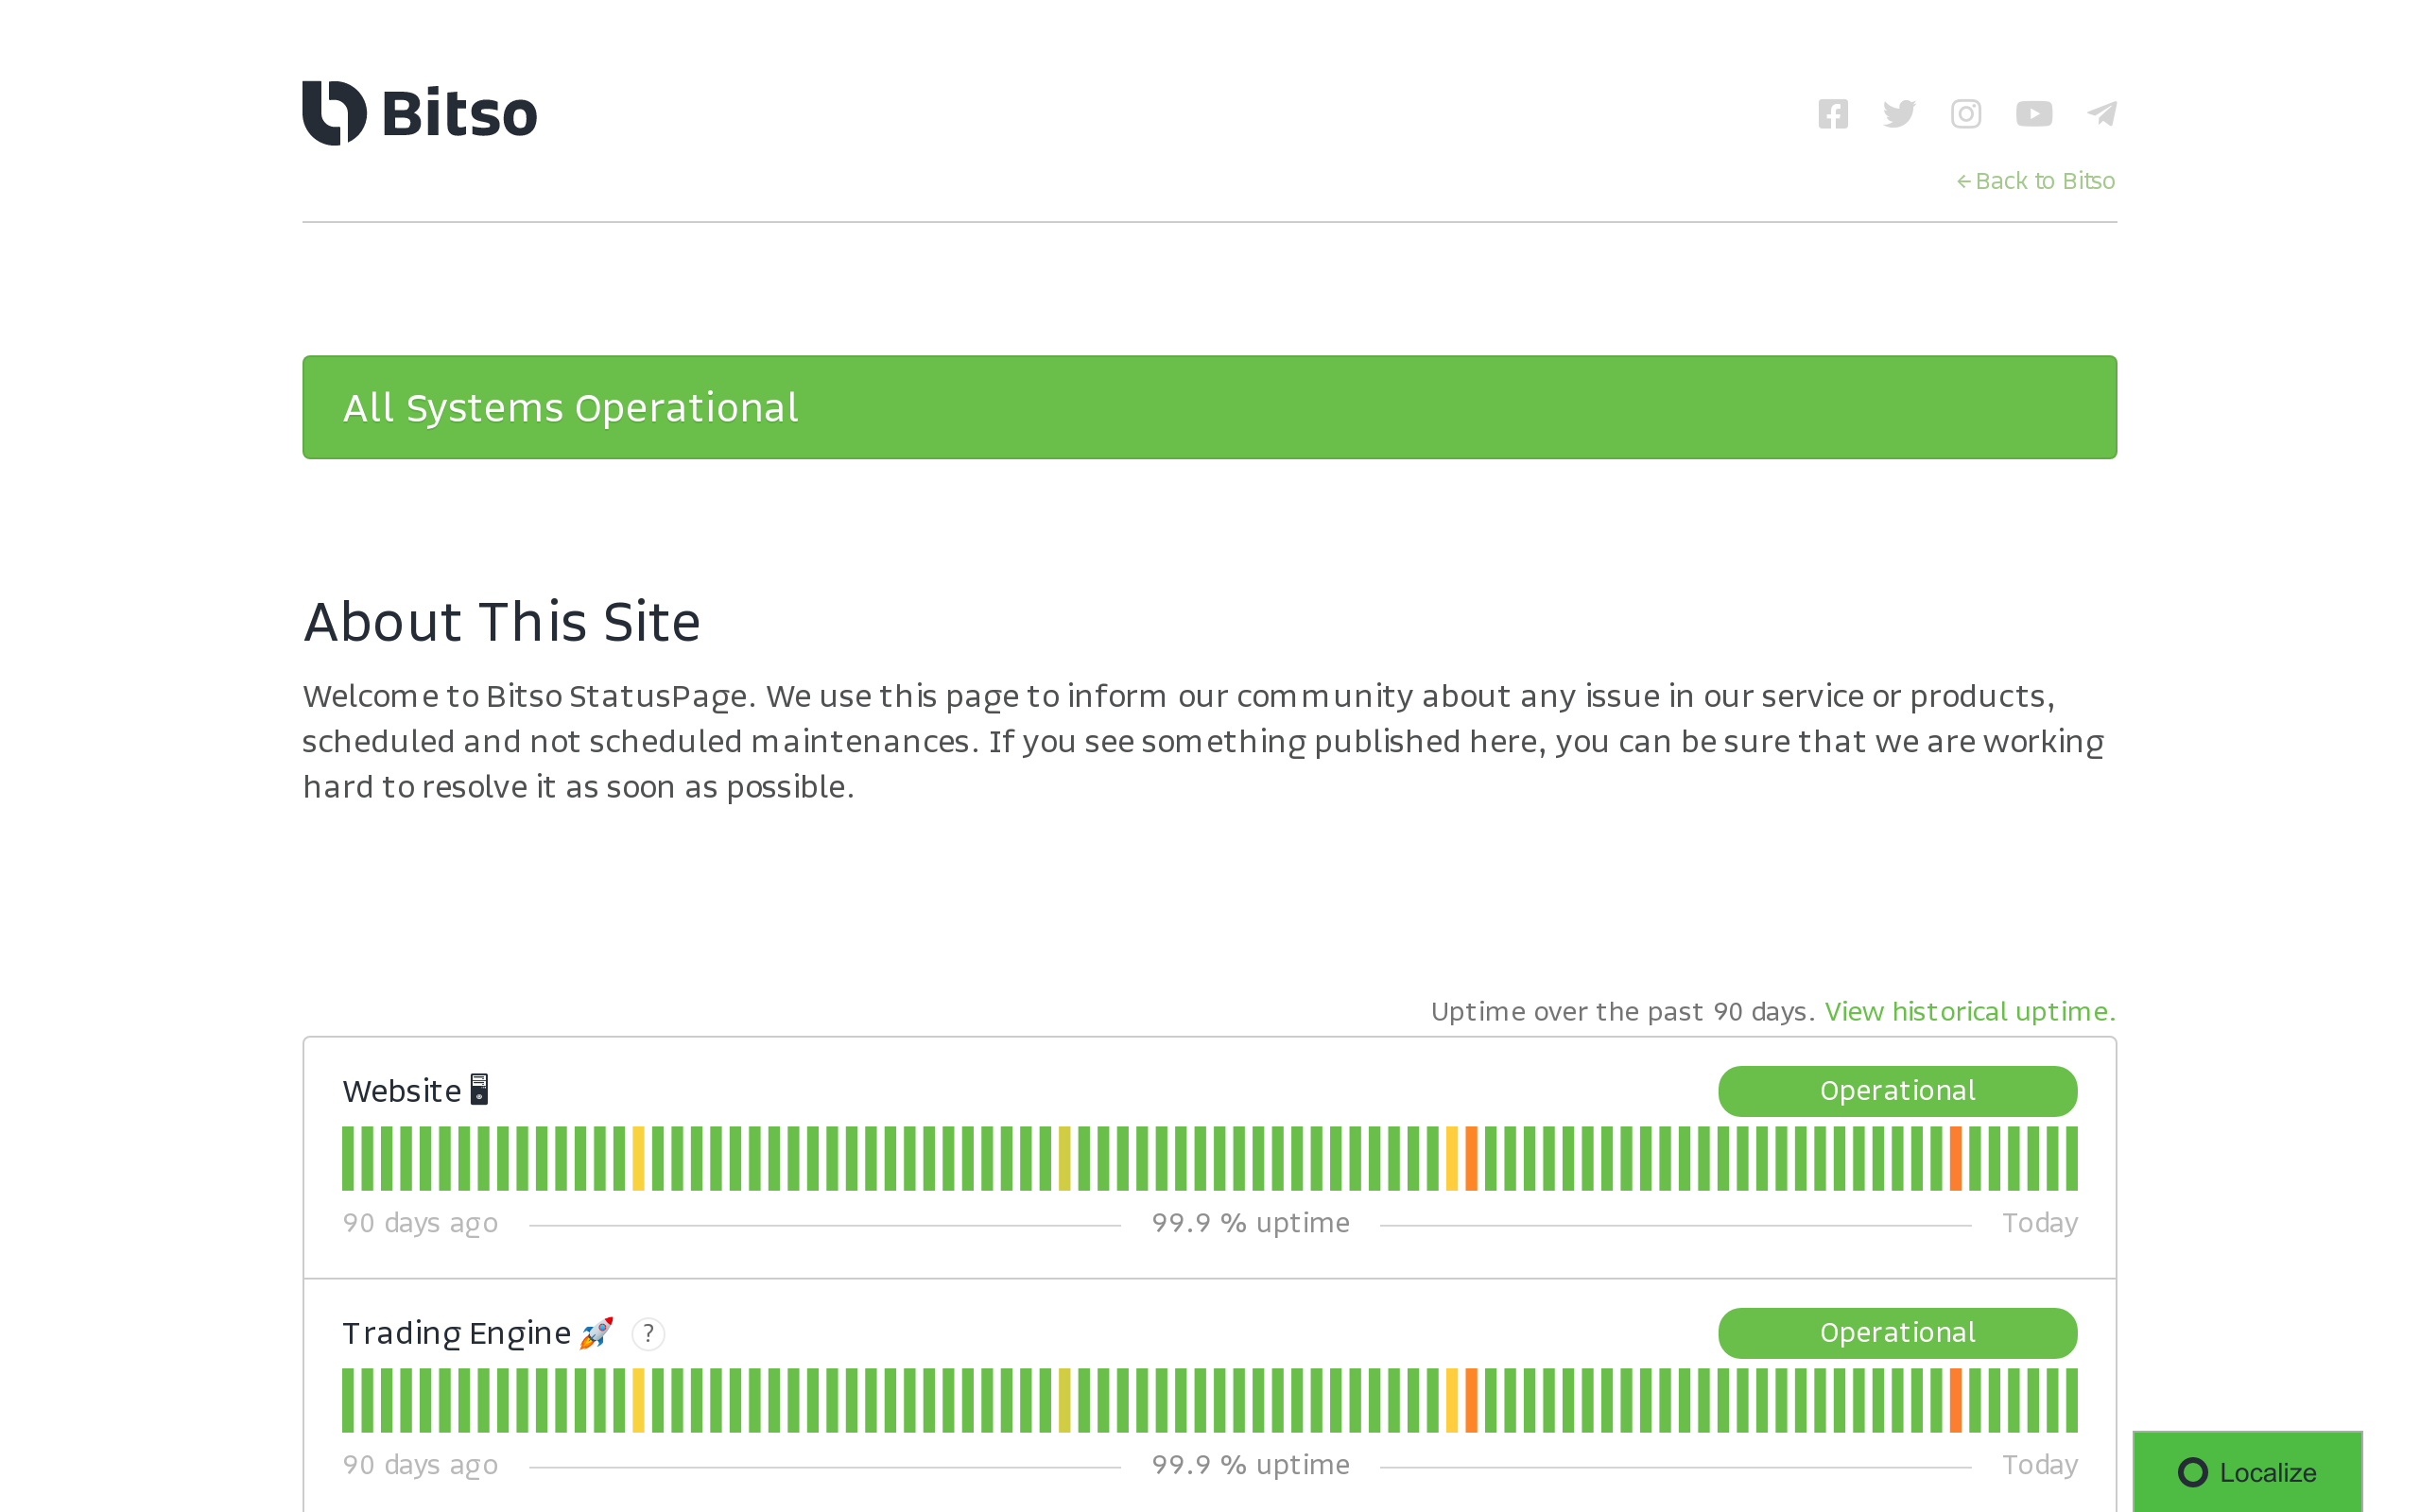 Bitso
← Back to Bitso
All Systems Operational
About This Site
Welcome to Bitso StatusPage. We use this page to inform our community about any issue in our service or products,
scheduled and not scheduled maintenances. If you see something published here, you can be sure that we are working
hard to resolve it as soon as possible.
Uptime over the past 90 days. View historical uptime.
Website 🖥
Operational
90 days ago
99.9 % uptime
Today
Trading Engine 🚀 ?
Operational
90 days ago
99.9 % uptime
Today
Localize